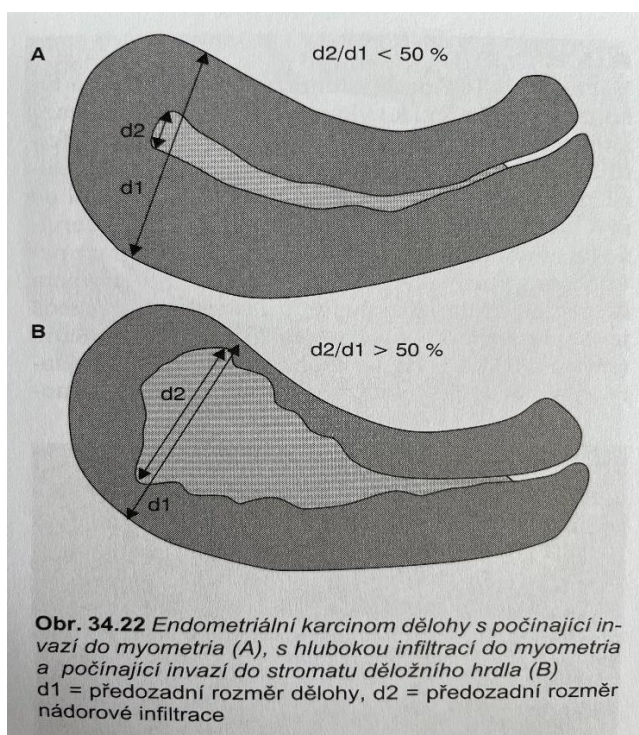 A
d2/d1 < 50 %
d2
d1
B
d2/d1 > 50 %
d2
d1
Obr. 34.22 Endometriální karcinom dělohy s počínající in-
vazí do myometria (A), s hlubokou infiltrací do myometria
a počínající invazí do stromatu děložního hrdla (B)
d1 = předozadní rozměr dělohy, d2 = předozadní rozměr
nádorové infiltrace